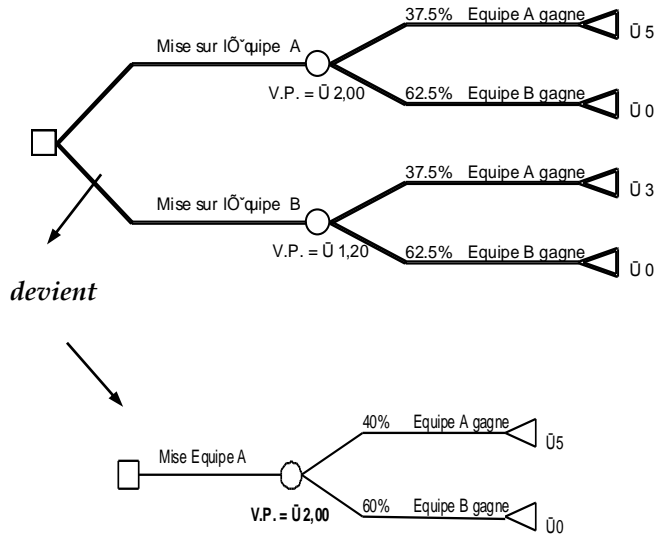 37.5% Equipe A gagne
Ū 5
Mise sur lÕˇquipe A
V.P. = Ū 2,00
62.5% Equipe B gagne
Ū 0
37.5% Equipe A gagne
Ū 3
Mise sur lÕˇquipe B
V.P. = Ū 1,20
62.5% Equipe B gagne
Ū 0
devient
40% Equipe A gagne
Ū5
Mise Equipe A
V.P. = Ū 2,00
60% Equipe B gagne
Ū0